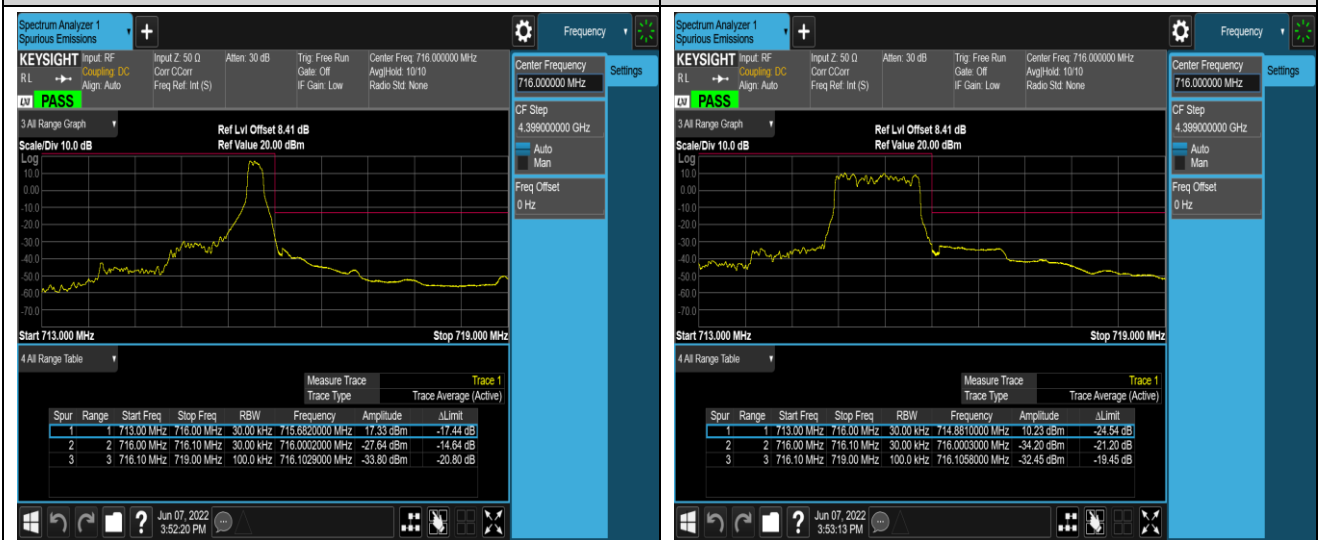 Spectrum Analyzer 1
Spurious Emissions
Frequency
KEYSIGHT Input: RF Input Z: 50 Ω Atten: 30 dB Trig: Free Run Center Freq: 716.000000 MHz
RL Coupling: DC Corr CCorr Gate: Off Avg|Hold: 10/10
Align: Auto Freq Ref: Int (S) IF Gain: Low Radio Std: None
LXI PASS
Center Frequency
716.000000 MHz
Settings
CF Step
4.399000000 GHz
Auto
Man
Freq Offset
0 Hz
3 All Range Graph
Ref Lvl Offset 8.41 dB
Scale/Div 10.0 dB Ref Value 20.00 dBm
Log
10.0
0.00
-10.0
-20.0
-30.0
-40.0
-50.0
-60.0
-70.0
Start 713.000 MHz Stop 719.000 MHz
4 All Range Table
Measure Trace Trace 1
Trace Type Trace Average (Active)
Spur Range Start Freq Stop Freq RBW Frequency Amplitude ΔLimit
1 1 713.00 MHz 716.00 MHz 30.00 kHz 715.6820000 MHz 17.33 dBm -17.44 dB
2 2 716.00 MHz 716.10 MHz 30.00 kHz 716.0002000 MHz -27.64 dBm -14.64 dB
3 3 716.10 MHz 719.00 MHz 100.0 kHz 716.1029000 MHz -33.80 dBm -20.80 dB
Jun 07, 2022
3:52:20 PM
Spectrum Analyzer 1
Spurious Emissions
Frequency
KEYSIGHT Input: RF Input Z: 50 Ω Atten: 30 dB Trig: Free Run Center Freq: 716.000000 MHz
RL Coupling: DC Corr CCorr Gate: Off Avg|Hold: 10/10
Align: Auto Freq Ref: Int (S) IF Gain: Low Radio Std: None
LXI PASS
Center Frequency
716.000000 MHz
Settings
CF Step
4.399000000 GHz
Auto
Man
Freq Offset
0 Hz
3 All Range Graph
Ref Lvl Offset 8.41 dB
Scale/Div 10.0 dB Ref Value 20.00 dBm
Log
10.0
0.00
-10.0
-20.0
-30.0
-40.0
-50.0
-60.0
-70.0
Start 713.000 MHz Stop 719.000 MHz
4 All Range Table
Measure Trace Trace 1
Trace Type Trace Average (Active)
Spur Range Start Freq Stop Freq RBW Frequency Amplitude ΔLimit
1 1 713.00 MHz 716.00 MHz 30.00 kHz 714.8810000 MHz 10.23 dBm -24.54 dB
2 2 716.00 MHz 716.10 MHz 30.00 kHz 716.0003000 MHz -34.20 dBm -21.20 dB
3 3 716.10 MHz 719.00 MHz 100.0 kHz 716.1058000 MHz -32.45 dBm -19.45 dB
Jun 07, 2022
3:53:13 PM